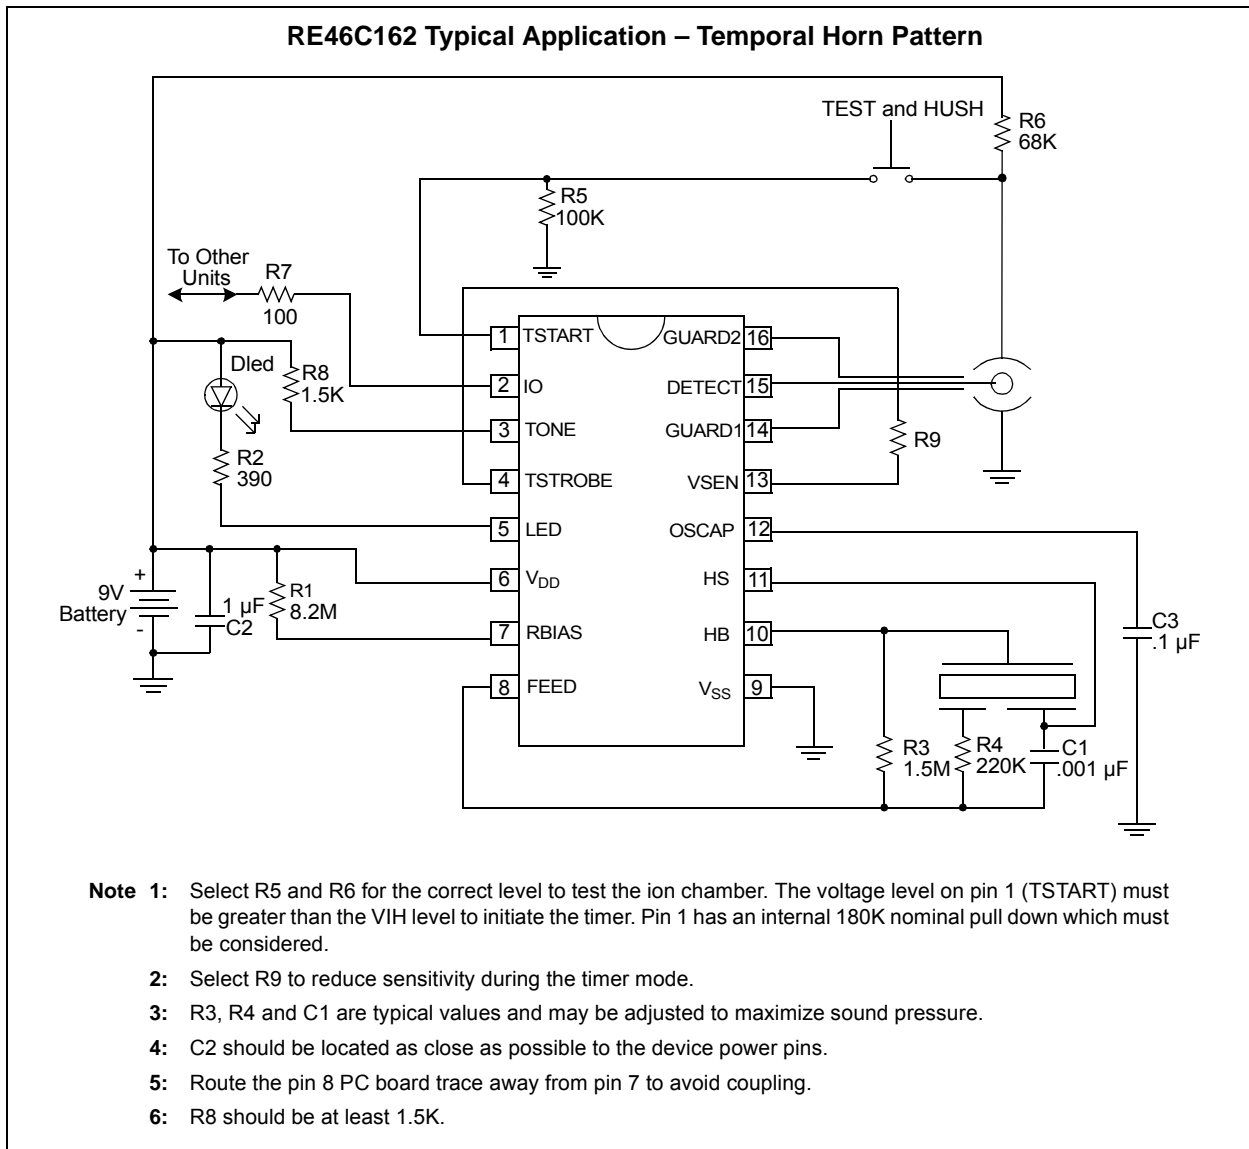 RE46C162 Typical Application – Temporal Horn Pattern
TEST and HUSH
R6
68K
R5
100K
To Other
Units
R7
100
Dled
R8
1.5K
R2
390
1 TSTART
2 IO
3 TONE
4 TSTROBE
5 LED
6 VDD
7 RBIAS
8 FEED
GUARD2 16
DETECT 15
GUARD1 14
VSEN 13
OSCAP 12
HS 11
HB 10
VSS 9
R9
+
9V
Battery
-
1 µF
C2
R1
8.2M
C3
.1 µF
R3
1.5M
R4
220K
C1
.001 µF
Note 1: Select R5 and R6 for the correct level to test the ion chamber. The voltage level on pin 1 (TSTART) must
be greater than the VIH level to initiate the timer. Pin 1 has an internal 180K nominal pull down which must
be considered.
2: Select R9 to reduce sensitivity during the timer mode.
3: R3, R4 and C1 are typical values and may be adjusted to maximize sound pressure.
4: C2 should be located as close as possible to the device power pins.
5: Route the pin 8 PC board trace away from pin 7 to avoid coupling.
6: R8 should be at least 1.5K.